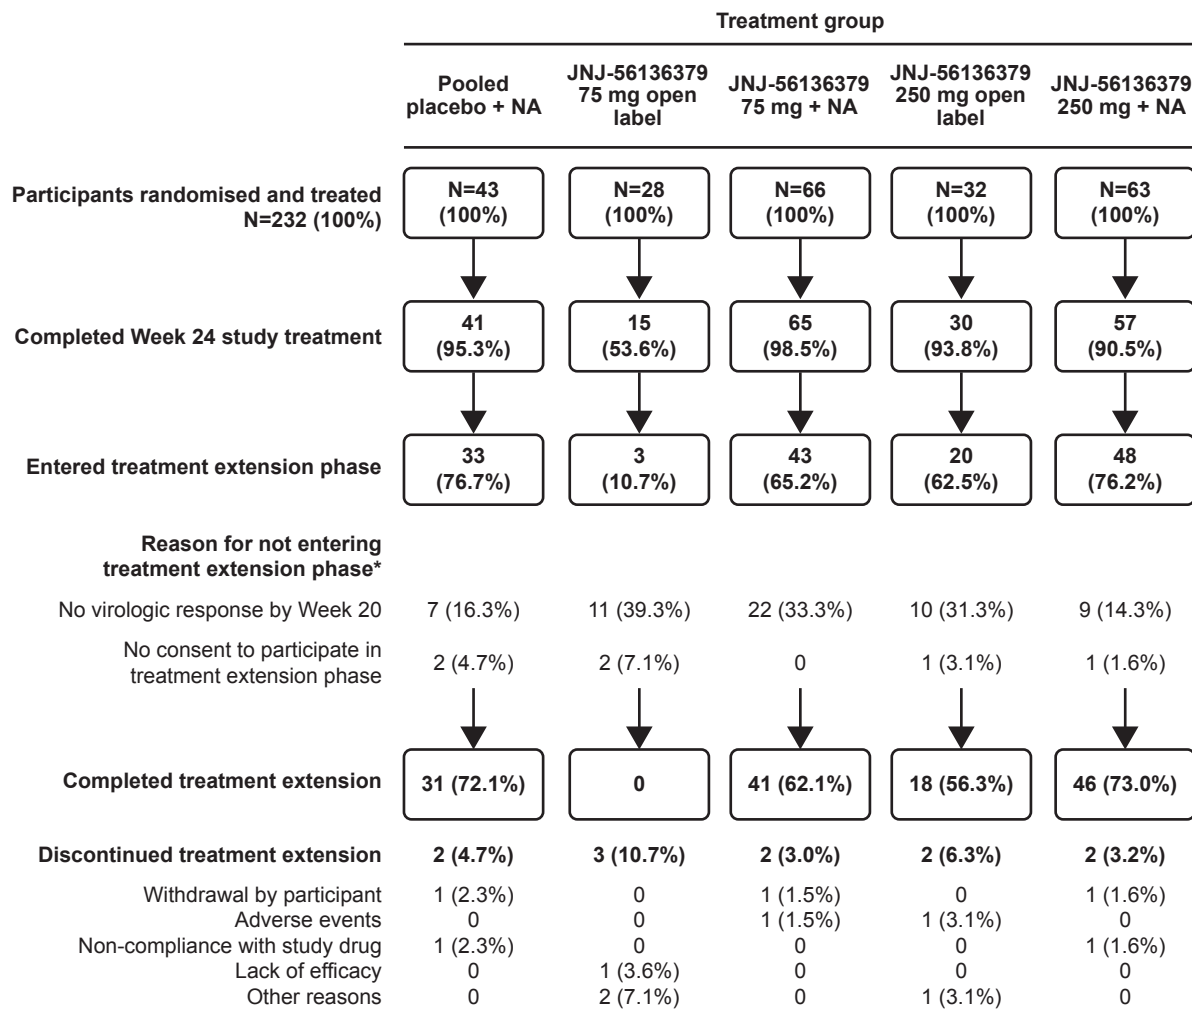 Treatment group
Pooled
placebo + NA
JNJ-56136379
75 mg open
label
JNJ-56136379
75 mg + NA
JNJ-56136379
250 mg open
label
JNJ-56136379
250 mg + NA
Participants randomised and treated
N=232 (100%)
N=43
(100%)
N=28
(100%)
N=66
(100%)
N=32
(100%)
N=63
(100%)
Completed Week 24 study treatment
41
(95.3%)
15
(53.6%)
65
(98.5%)
30
(93.8%)
57
(90.5%)
Entered treatment extension phase
33
(76.7%)
3
(10.7%)
43
(65.2%)
20
(62.5%)
48
(76.2%)
Reason for not entering
treatment extension phase*
No virologic response by Week 20 7 (16.3%) 11 (39.3%) 22 (33.3%) 10 (31.3%) 9 (14.3%)
No consent to participate in
treatment extension phase
2 (4.7%) 2 (7.1%) 0 1 (3.1%) 1 (1.6%)
Completed treatment extension 31 (72.1%) 0 41 (62.1%) 18 (56.3%) 46 (73.0%)
Discontinued treatment extension 2 (4.7%) 3 (10.7%) 2 (3.0%) 2 (6.3%) 2 (3.2%)
Withdrawal by participant 1 (2.3%) 0 1 (1.5%) 0 1 (1.6%)
Adverse events 0 0 1 (1.5%) 1 (3.1%) 0
Non-compliance with study drug 1 (2.3%) 0 0 0 1 (1.6%)
Lack of efficacy 0 1 (3.6%) 0 0 0
Other reasons 0 2 (7.1%) 0 1 (3.1%) 0